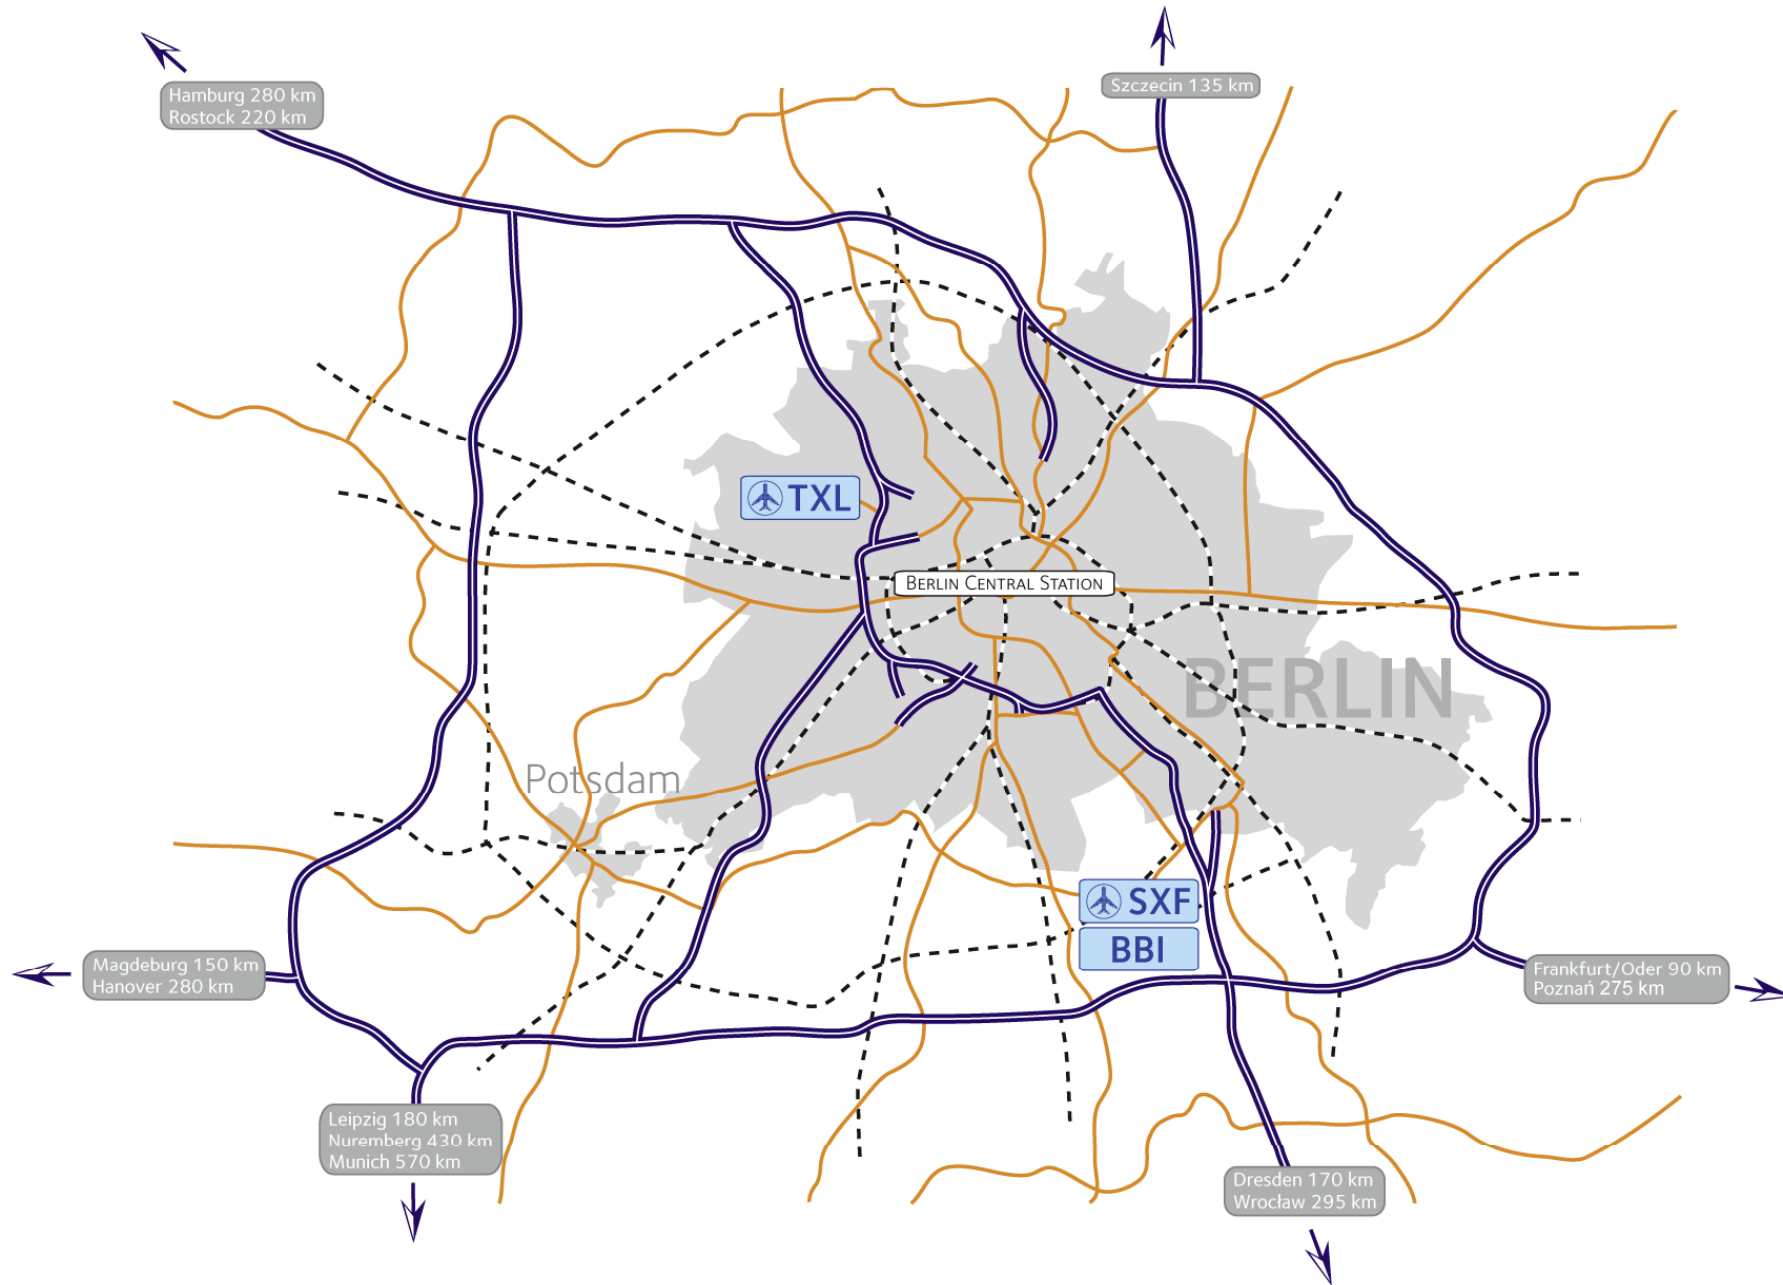 Hamburg 280 km
Rostock 220 km
Szczecin 135 km
TXL
BERLIN CENTRAL STATION
BERLIN
Potsdam
SXF
BBI
Magdeburg 150 km
Hanover 280 km
Frankfurt/Oder 90 km
Poznań 275 km
Leipzig 180 km
Nuremberg 430 km
Munich 570 km
Dresden 170 km
Wrocław 295 km